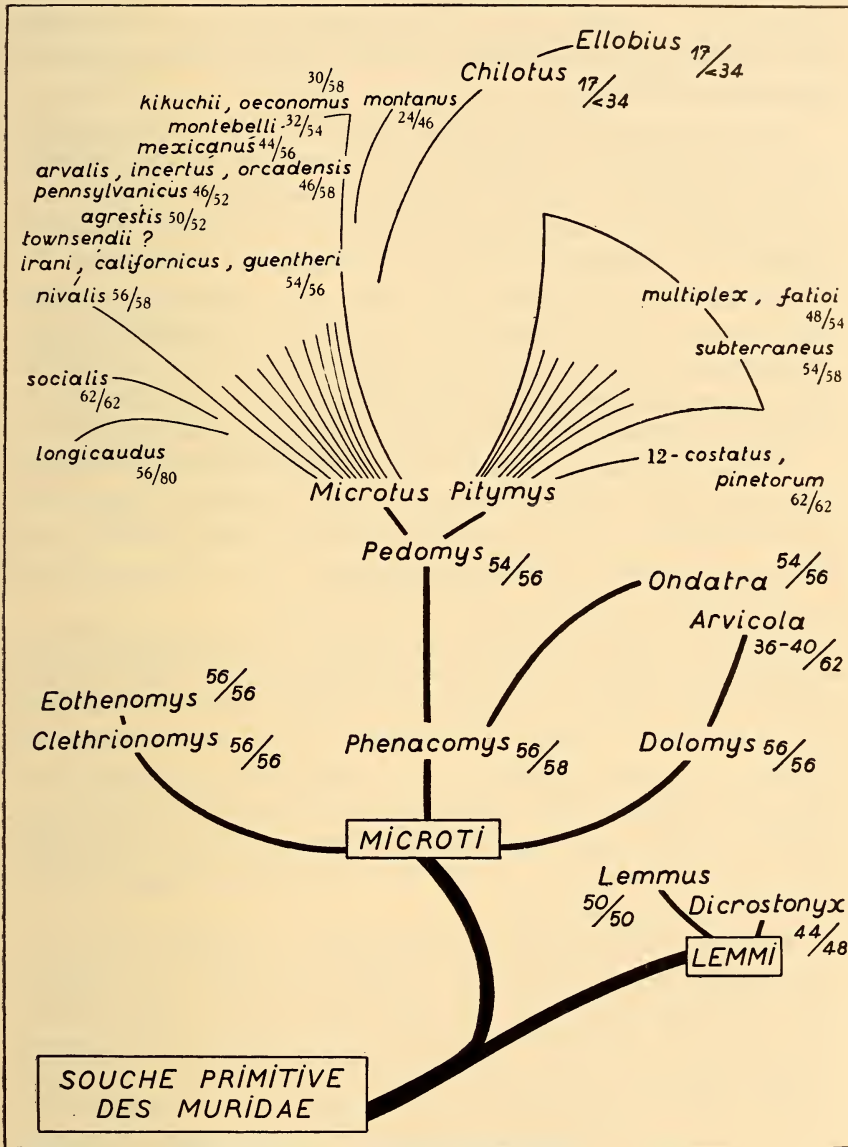 Ellobius 17/<34
Chilotus 17/<34
30/58
kikuchii, oeconomus
montanus
24/46
montebelli - 32/54
mexicanus 44/56
arvalis, incertus, orcadensis
46/58
pennsylvanicus 46/52
agrestis 50/52
townsendii ?
irani, californicus, guentheri
54/56
nivalis 56/58
multiplex, fatioi
48/54
subterraneus
54/58
socialis
62/62
longicaudus
56/80
12-costatus,
pinetorum
62/62
Microtus
Pitymys
Pedomys 54/56
Ondatra 54/56
Arvicola
36-40/62
Eothenomys 56/56
Clethrionomys 56/56
Phenacomys 56/58
Dolomys 56/56
MICROTI
Lemmus
50/50
Dicrostonyx
44/48
LEMMI
SOUCHE PRIMITIVE
DES MURIDAE